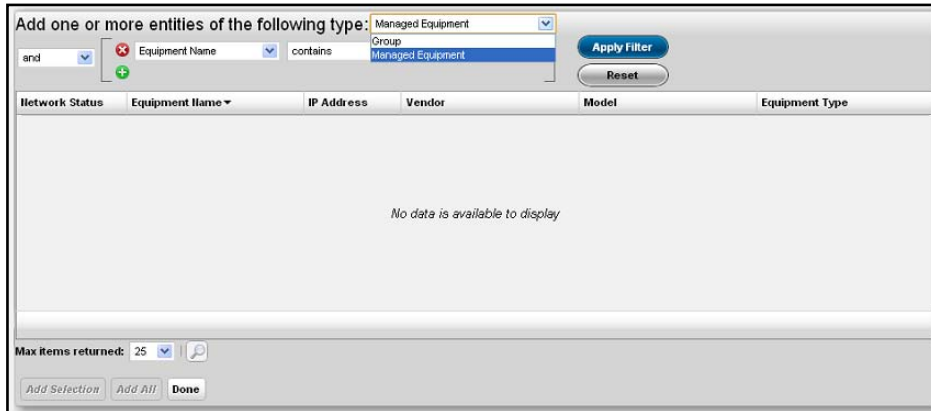 Add one or more entities of the following type: Managed Equipment
Group
Managed Equipment
and Equipment Name contains
Apply Filter
Reset
Network Status Equipment Name IP Address Vendor Model Equipment Type
No data is available to display
Max items returned: 25
Add Selection Add All Done